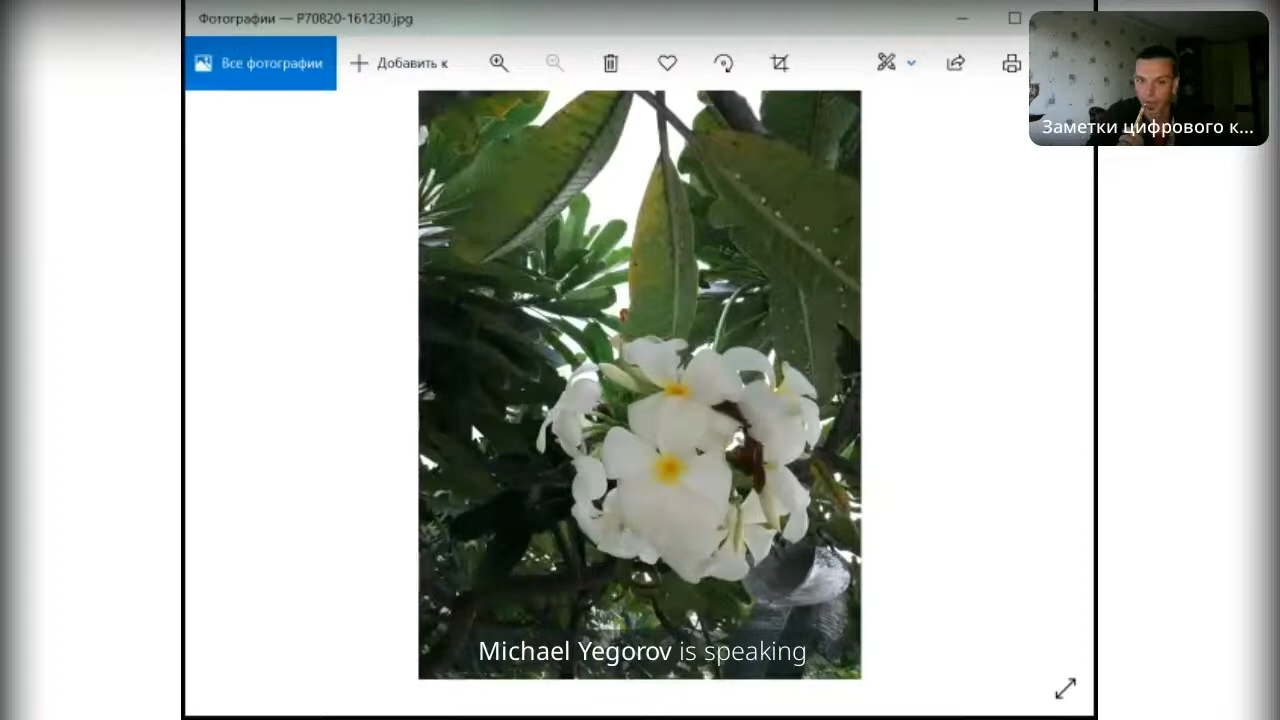 Фотографии — P70820-161230.jpg
Все фотографии
Добавить к
Заметки цифрового к...
Michael Yegorov is speaking